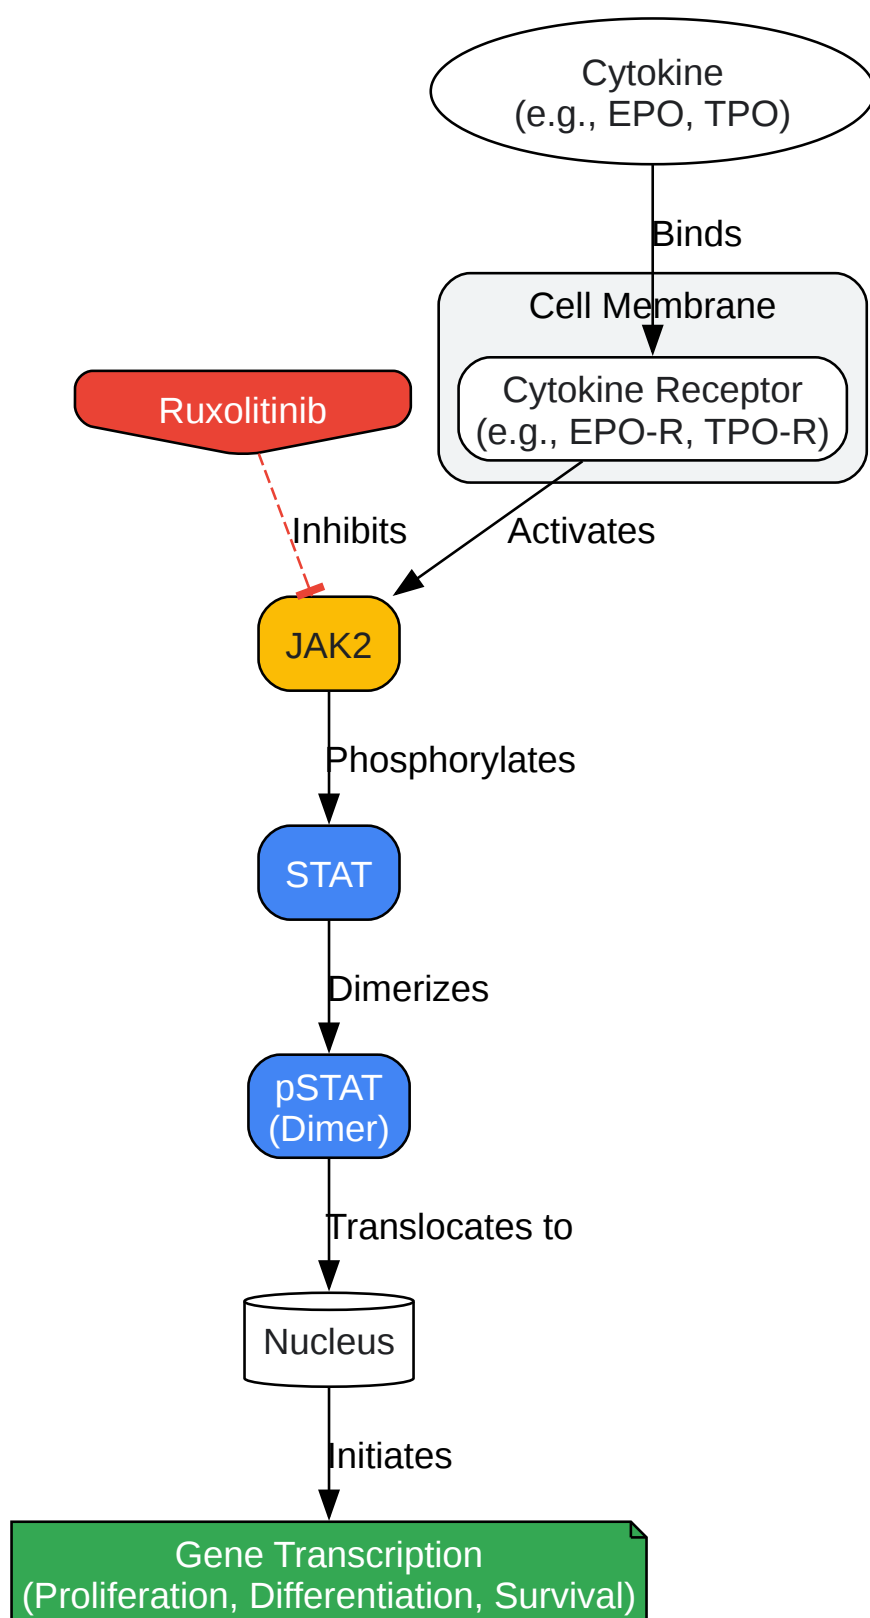 Cytokine
(e.g., EPO, TPO)
Binds
Cell Membrane
Cytokine Receptor
(e.g., EPO-R, TPO-R)
Ruxolitinib
Inhibits
Activates
JAK2
Phosphorylates
STAT
Dimerizes
pSTAT
(Dimer)
Translocates to
Nucleus
Initiates
Gene Transcription
(Proliferation, Differentiation, Survival)